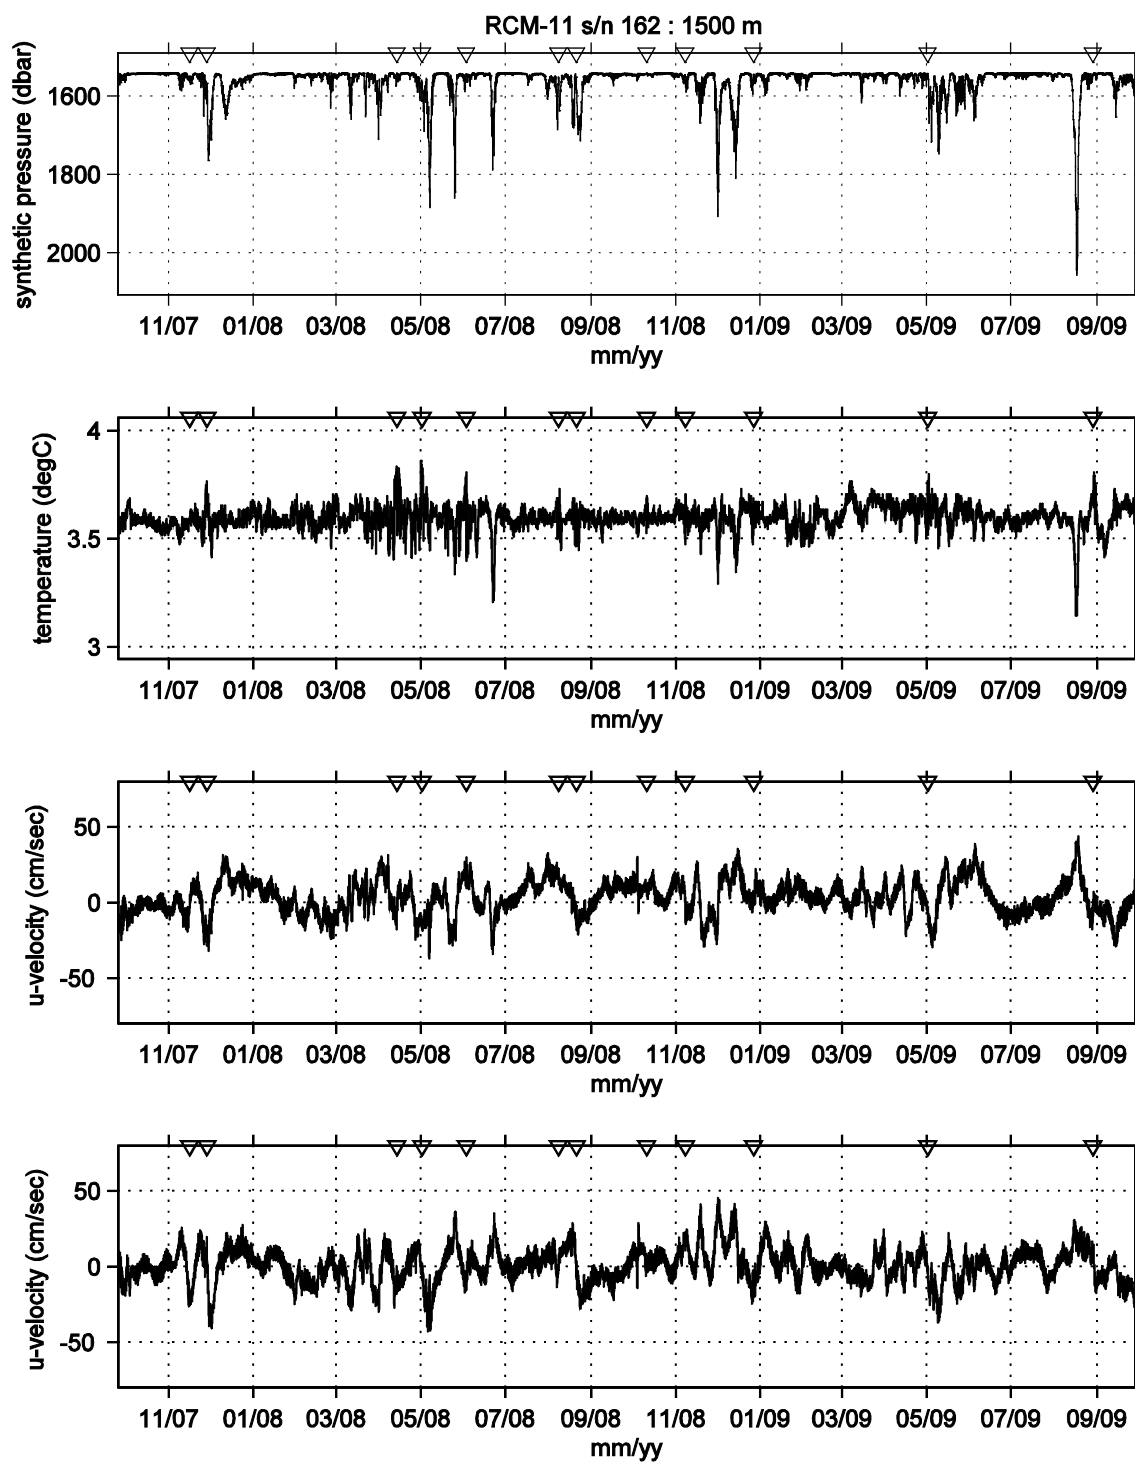 RCM-11 s/n 162 : 1500 m
synthetic pressure (dbar)
1600
1800
2000
11/07 01/08 03/08 05/08 07/08 09/08 11/08 01/09 03/09 05/09 07/09 09/09
mm/yy
temperature (degC)
4
3.5
3
11/07 01/08 03/08 05/08 07/08 09/08 11/08 01/09 03/09 05/09 07/09 09/09
mm/yy
u-velocity (cm/sec)
50
0
-50
11/07 01/08 03/08 05/08 07/08 09/08 11/08 01/09 03/09 05/09 07/09 09/09
mm/yy
u-velocity (cm/sec)
50
0
-50
11/07 01/08 03/08 05/08 07/08 09/08 11/08 01/09 03/09 05/09 07/09 09/09
mm/yy